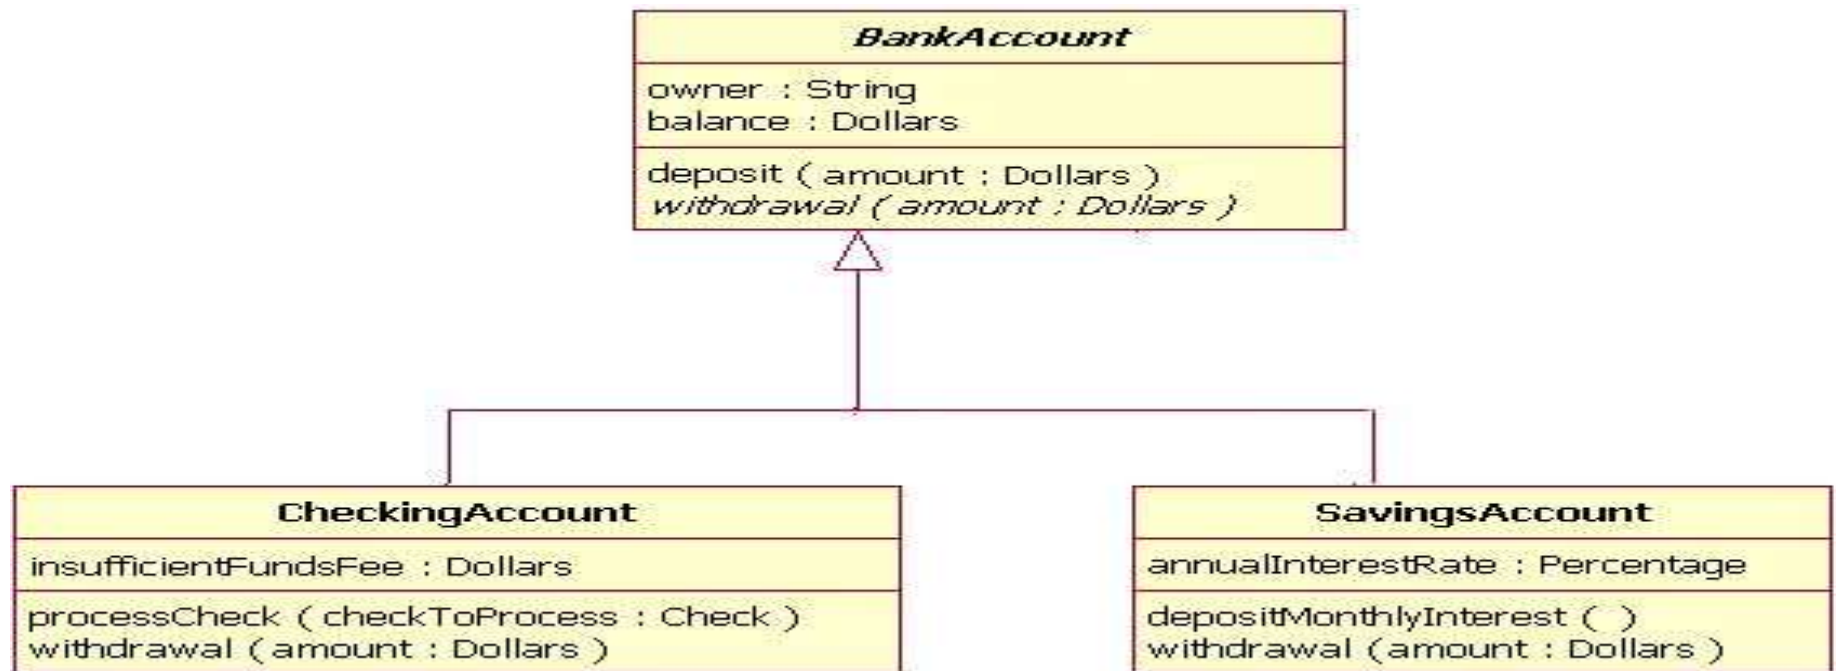 BankAccount
owner : String
balance : Dollars
deposit ( amount : Dollars )
withdrawal ( amount : Dollars )
CheckingAccount
insufficientFundsFee : Dollars
processCheck ( checkToProcess : Check )
withdrawal ( amount : Dollars )
SavingsAccount
annualInterestRate : Percentage
depositMonthlyInterest ( )
withdrawal ( amount : Dollars )